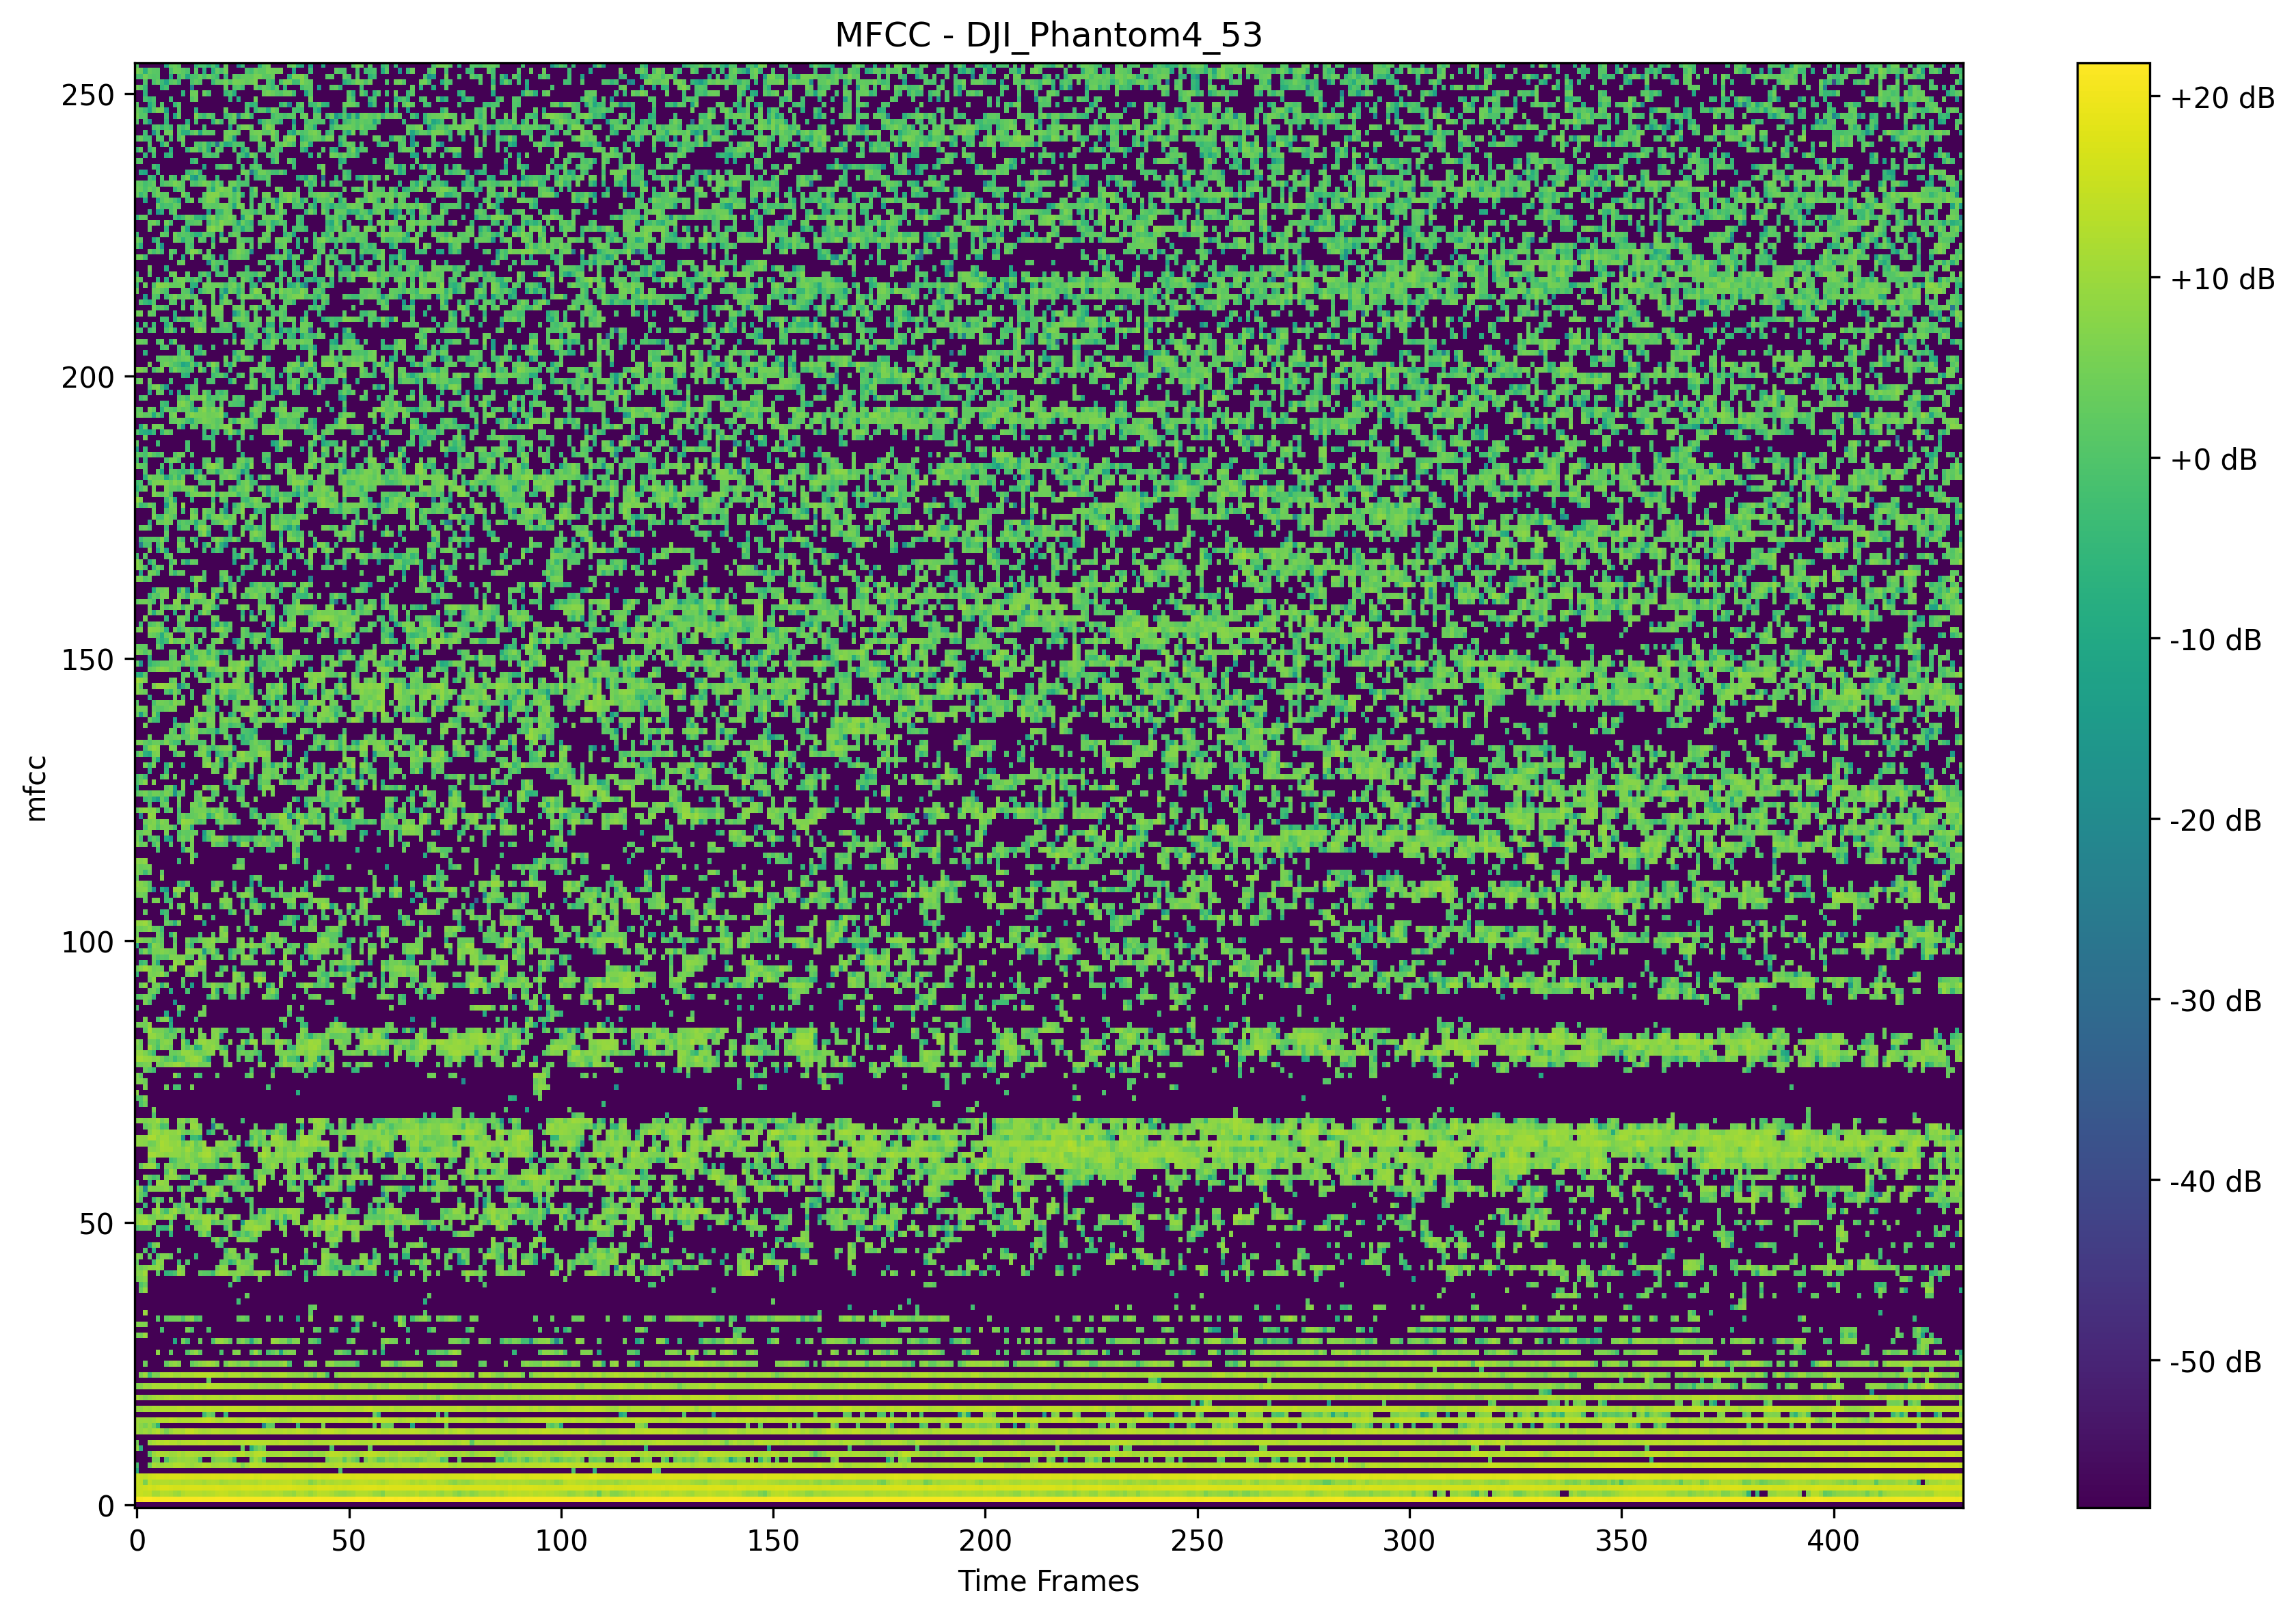 MFCC - DJI_Phantom4_53
250
200
150
100
50
0
mfcc
0 50 100 150 200 250 300 350 400
Time Frames
+20 dB
+10 dB
+0 dB
-10 dB
-20 dB
-30 dB
-40 dB
-50 dB